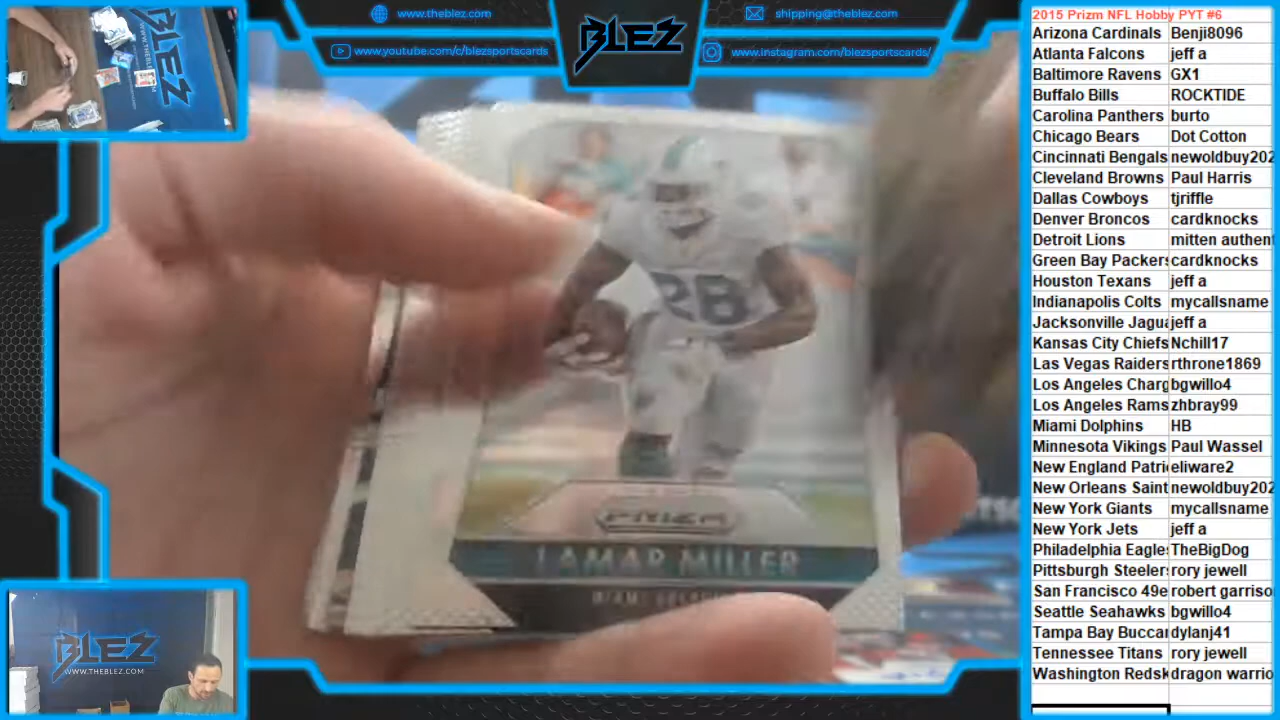 www.theblez.com
shipping@theblez.com
www.youtube.com/c/blezsportscards
www.instagram.com/blezsportscards/
BLEZ
28
PRIZM
LAMAR MILLER
BLEZ
WWW.THEBLEZ.COM
2015 Prizm NFL Hobby PYT #6
Arizona Cardinals Benji8096
Atlanta Falcons jeff a
Baltimore Ravens GX1
Buffalo Bills ROCKTIDE
Carolina Panthers burto
Chicago Bears Dot Cotton
Cincinnati Bengals newoldbuy202
Cleveland Browns Paul Harris
Dallas Cowboys tjriffle
Denver Broncos cardknocks
Detroit Lions mitten authent
Green Bay Packers cardknocks
Houston Texans jeff a
Indianapolis Colts mycallsname
Jacksonville Jagua jeff a
Kansas City Chiefs Nchill17
Las Vegas Raiders rthrone1869
Los Angeles Charg bgwillo4
Los Angeles Rams zhbray99
Miami Dolphins HB
Minnesota Vikings Paul Wassel
New England Patri eliware2
New Orleans Saint newoldbuy202
New York Giants mycallsname
New York Jets jeff a
Philadelphia Eagle TheBigDog
Pittsburgh Steeler rory jewell
San Francisco 49e robert garriso
Seattle Seahawks bgwillo4
Tampa Bay Buccar dylanj41
Tennessee Titans rory jewell
Washington Redsk dragon warrio